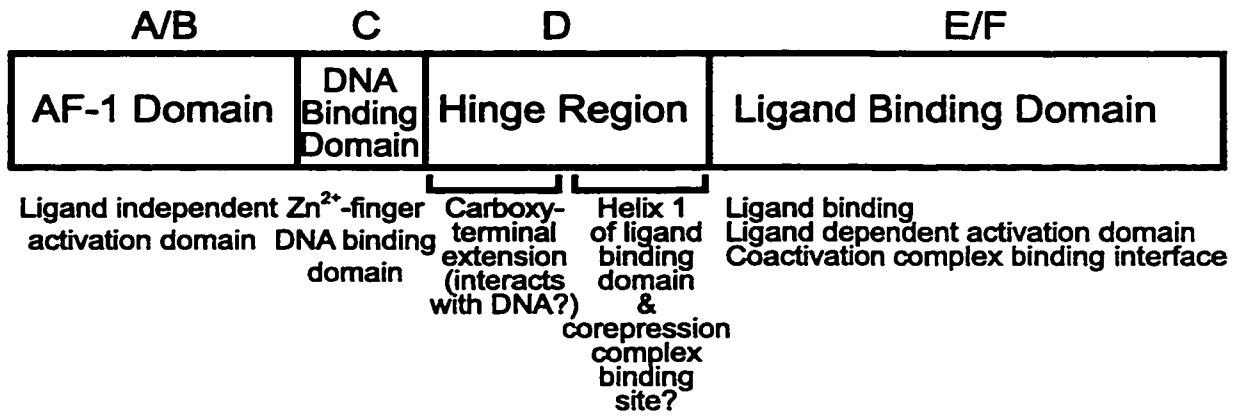 A/B C D E/F
AF-1 Domain
DNA
Binding
Domain
Hinge Region
Ligand Binding Domain
Ligand independent
activation domain
Zn²⁺-finger
DNA binding
domain
Carboxy-
terminal
extension
(interacts
with DNA?)
Helix 1
of ligand
binding
domain
&
corepression
complex
binding
site?
Ligand binding
Ligand dependent activation domain
Coactivation complex binding interface